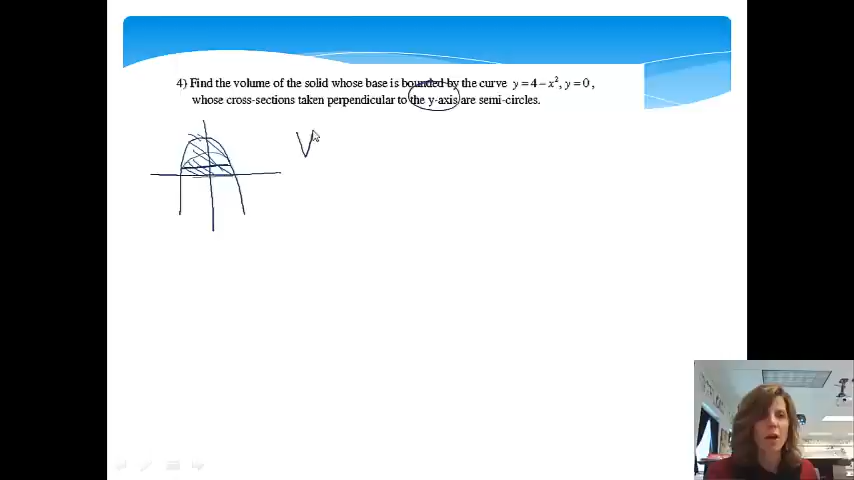 4) Find the volume of the solid whose base is bounded by the curve y = 4 − x², y = 0 ,
whose cross-sections taken perpendicular to the y-axis are semi-circles.
V